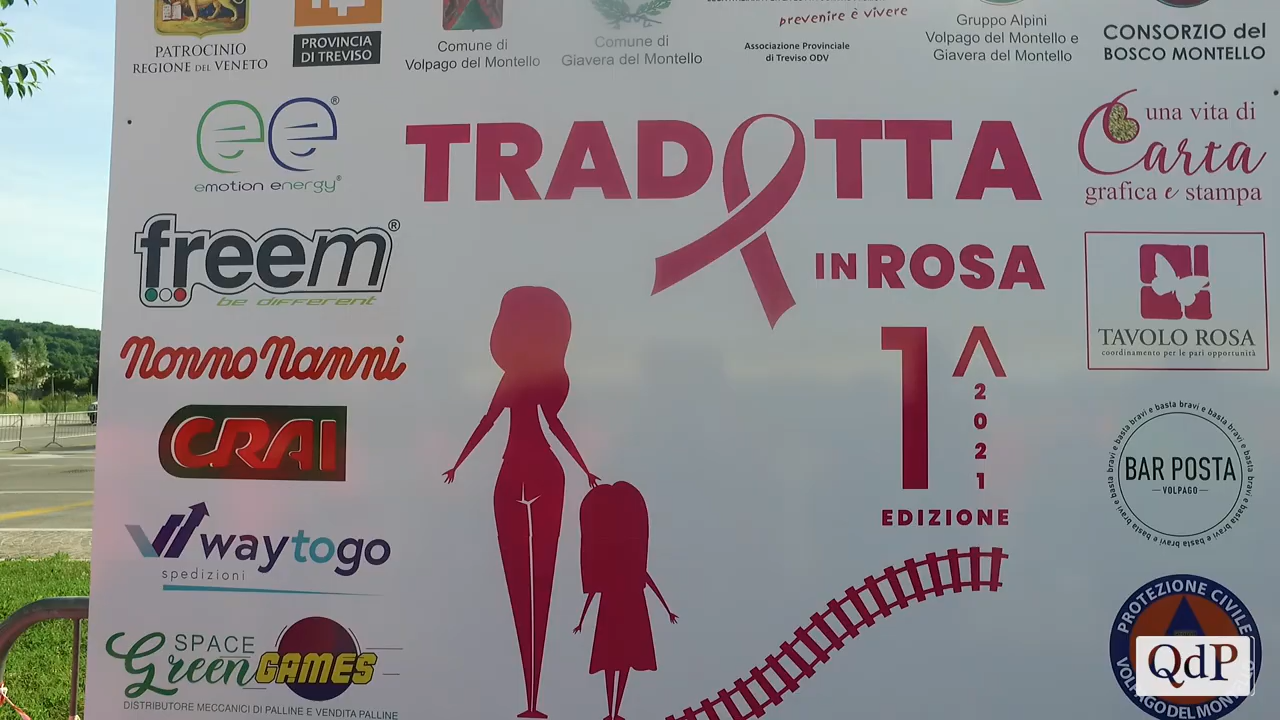 PATROCINIO
REGIONE DEL VENETO
PROVINCIA
DI TREVISO
Comune di
Volpago del Montello
Comune di
Giavera del Montello
prevenire è vivere
Associazione Provinciale
di Treviso ODV
Gruppo Alpini
Volpago del Montello e
Giavera del Montello
CONSORZIO del
BOSCO MONTELLO
ee®
emotion energy®
freem®
be different
Nonno Nanni
CRAI
waytogo
spedizioni
SPACE
Green GAMES
DISTRIBUTORE MECCANICI DI PALLINE E VENDITA PALLINE
TRADOTTA
IN ROSA
1^
2021
EDIZIONE
una vita di
Carta
grafica e stampa
TAVOLO ROSA
coordinamento per le pari opportunità
e basta bravi e basta bravi e basta bravi e basta bravi e basta bravi
BAR POSTA
VOLPAGO
PROTEZIONE CIVILE
VOLPAGO DEL
QdP